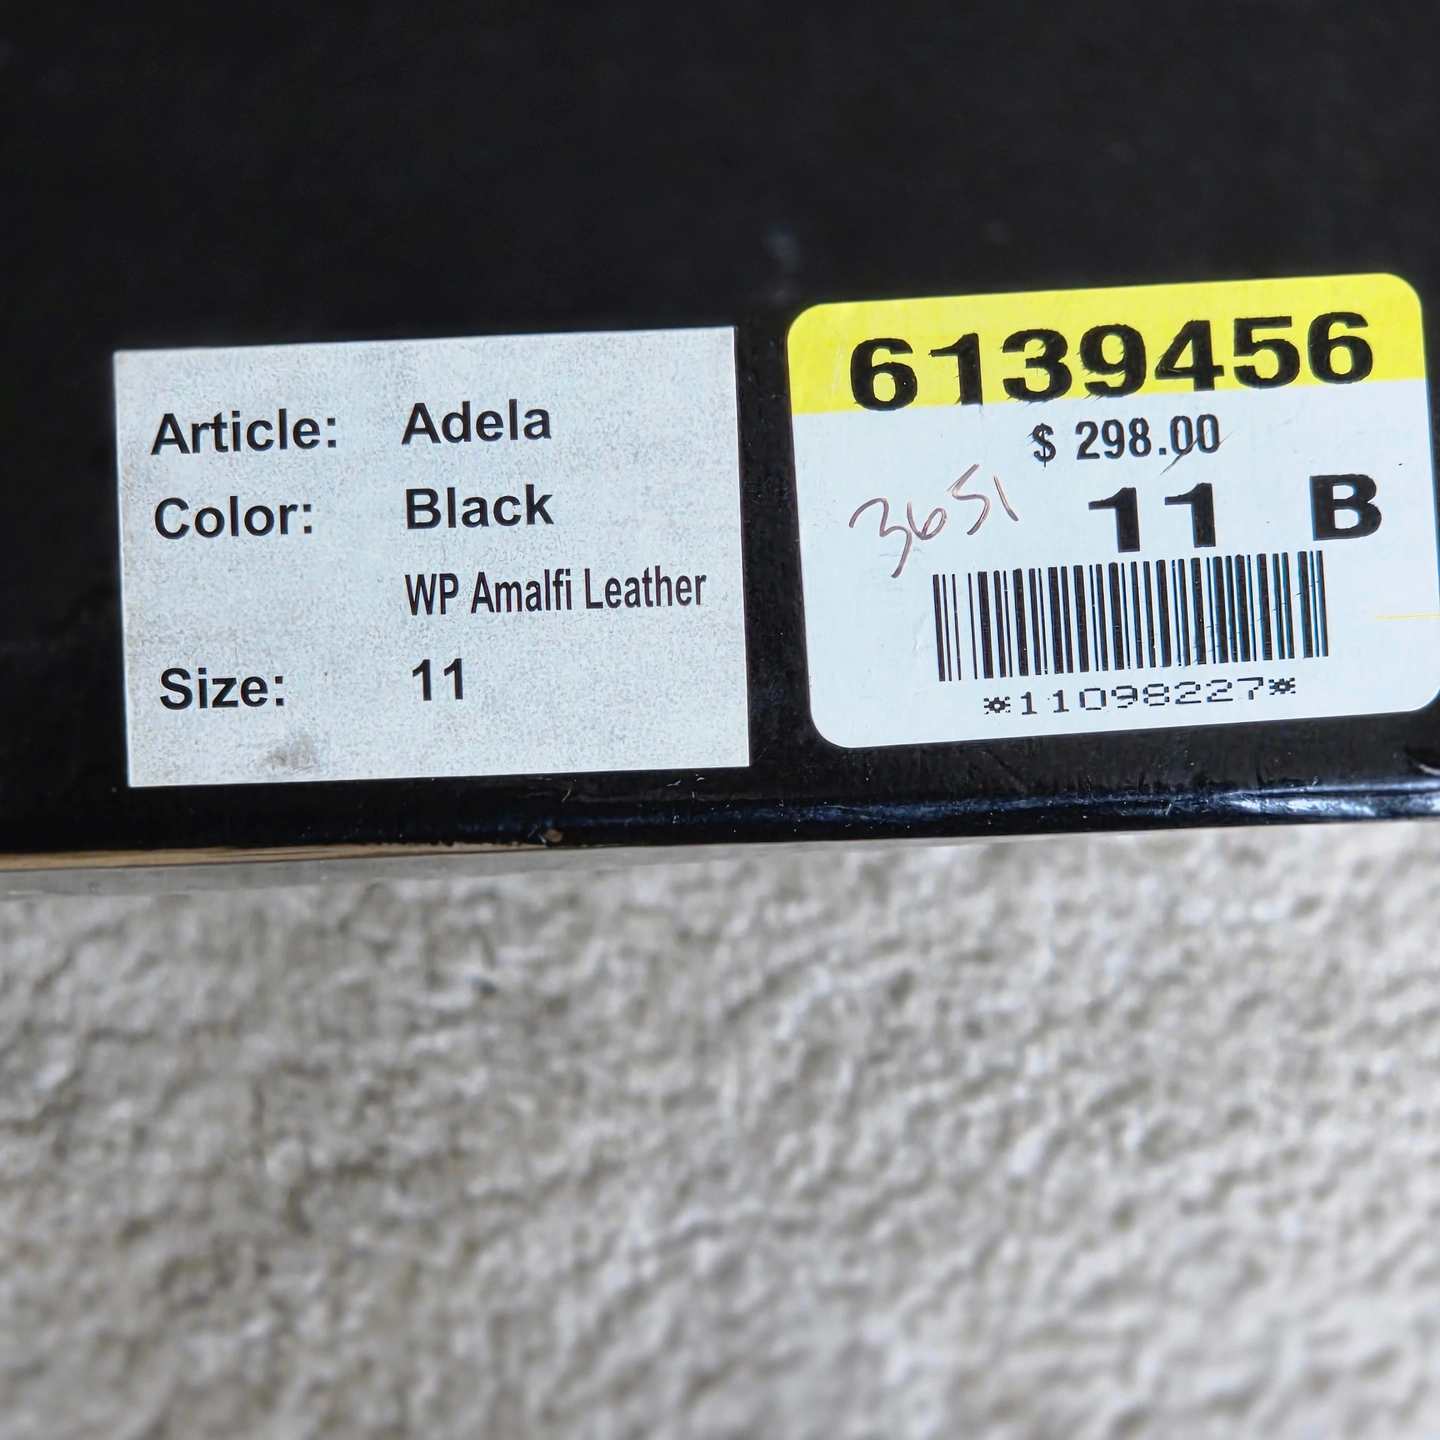 Article: Adela
Color: Black
WP Amalfi Leather
Size: 11
6139456
$ 298.00
3651
11 B
*11098227*